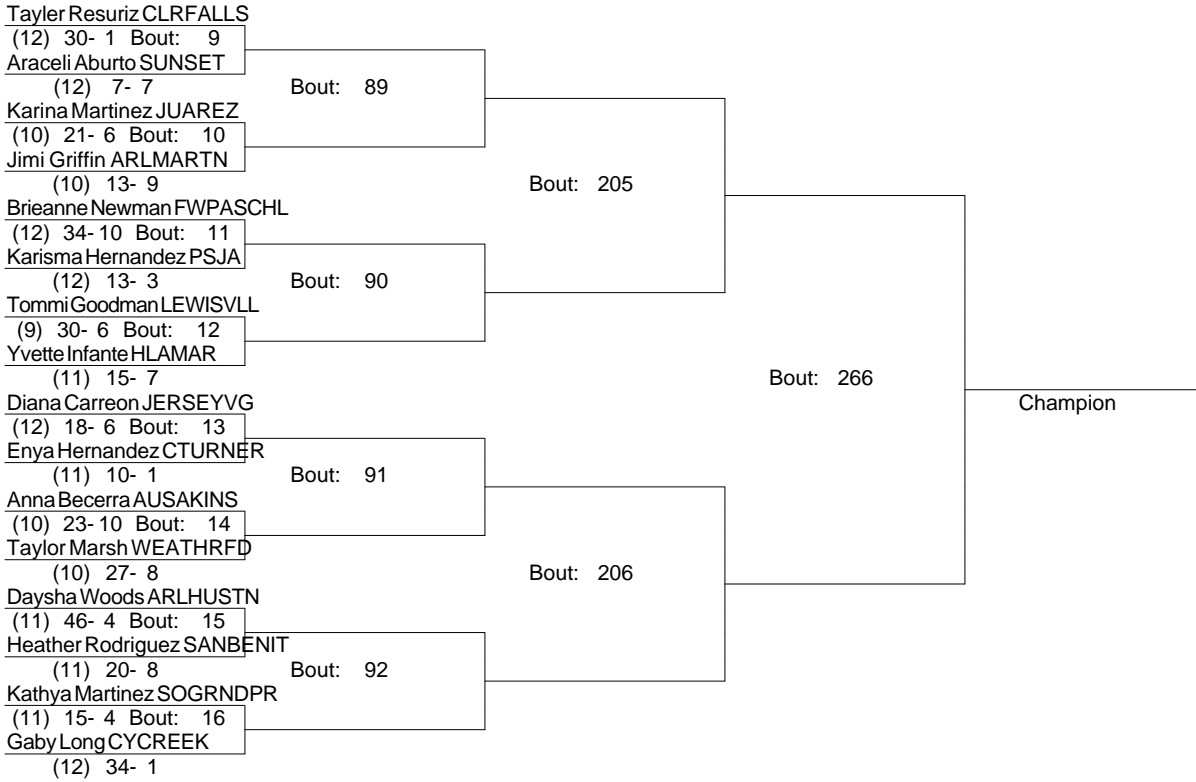 Tayler Resuriz CLRFALLS
(12) 30- 1 Bout: 9
Araceli Aburto SUNSET
(12) 7- 7 Bout: 89
Karina Martinez JUAREZ
(10) 21- 6 Bout: 10
Jimi Griffin ARLMARTN
(10) 13- 9 Bout: 205
Brieanne Newman FWPASCHL
(12) 34- 10 Bout: 11
Karisma Hernandez PSJA
(12) 13- 3 Bout: 90
Tommi Goodman LEWISVLL
(9) 30- 6 Bout: 12
Yvette Infante HLAMAR
(11) 15- 7 Bout: 266
Diana Carreon JERSEYVG Champion
(12) 18- 6 Bout: 13
Enya Hernandez CTURNER
(11) 10- 1 Bout: 91
Anna Becerra AUSAKINS
(10) 23- 10 Bout: 14
Taylor Marsh WEATHRFD
(10) 27- 8 Bout: 206
Daysha Woods ARLHUSTN
(11) 46- 4 Bout: 15
Heather Rodriguez SANBENIT
(11) 20- 8 Bout: 92
Kathya Martinez SOGRNDPR
(11) 15- 4 Bout: 16
Gaby Long CYCREEK
(12) 34- 1